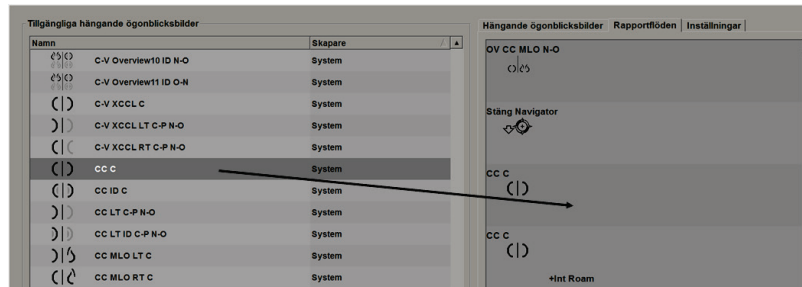 Tillgängliga hängande ögonblicksbilder
Namn Skapare
C-V Overview10 ID N-O System
C-V Overview11 ID O-N System
C-V XCCL C System
C-V XCCL LT C-P N-O System
C-V XCCL RT C-P N-O System
CC C System
CC ID C System
CC LT C-P N-O System
CC LT ID C-P N-O System
CC MLO LT C System
CC MLO RT C System
Hängande ögonblicksbilder Rapportflöden Inställningar
OV CC MLO N-O
Stäng Navigator
CC C
CC C
+Int Roam